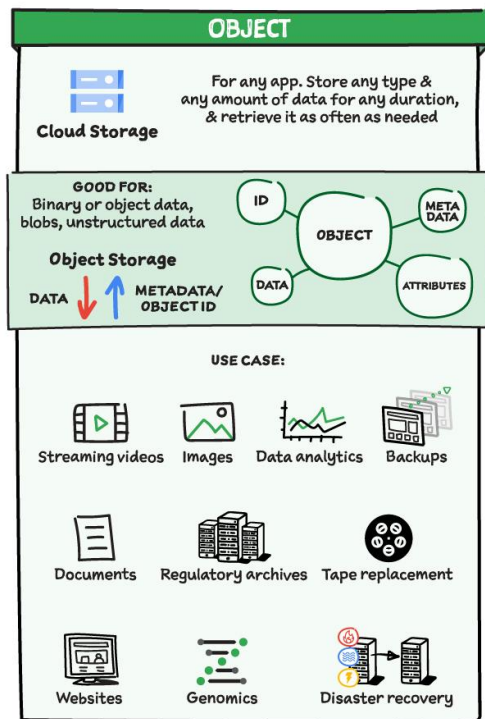 OBJECT
Cloud Storage
For any app. Store any type &
any amount of data for any duration,
& retrieve it as often as needed
GOOD FOR:
Binary or object data,
blobs, unstructured data
Object Storage
DATA
METADATA/
OBJECT ID
ID
OBJECT
META
DATA
DATA
ATTRIBUTES
USE CASE:
Streaming videos
Images
Data analytics
Backups
Documents
Regulatory archives
Tape replacement
Websites
Genomics
Disaster recovery